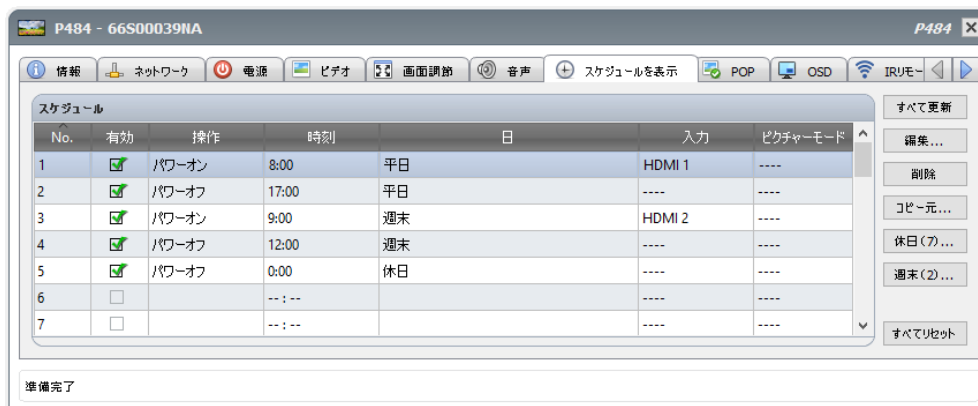 P484 - 66S00039NA P484
情報 ネットワーク 電源 ビデオ 画面調節 音声 スケジュールを表示 POP OSD IRリモー
スケジュール すべて更新
No. 有効 操作 時刻 日 入力 ピクチャーモード
編集...
1 パワーオン 8:00 平日 HDMI 1 ----
削除
2 パワーオフ 17:00 平日 ---- ----
コピー元...
3 パワーオン 9:00 週末 HDMI 2 ----
休日(7)...
4 パワーオフ 12:00 週末 ---- ----
週末(2)...
5 パワーオフ 0:00 休日 ---- ----
6 --:-- ---- ----
7 --:-- ---- ----
すべてリセット
準備完了